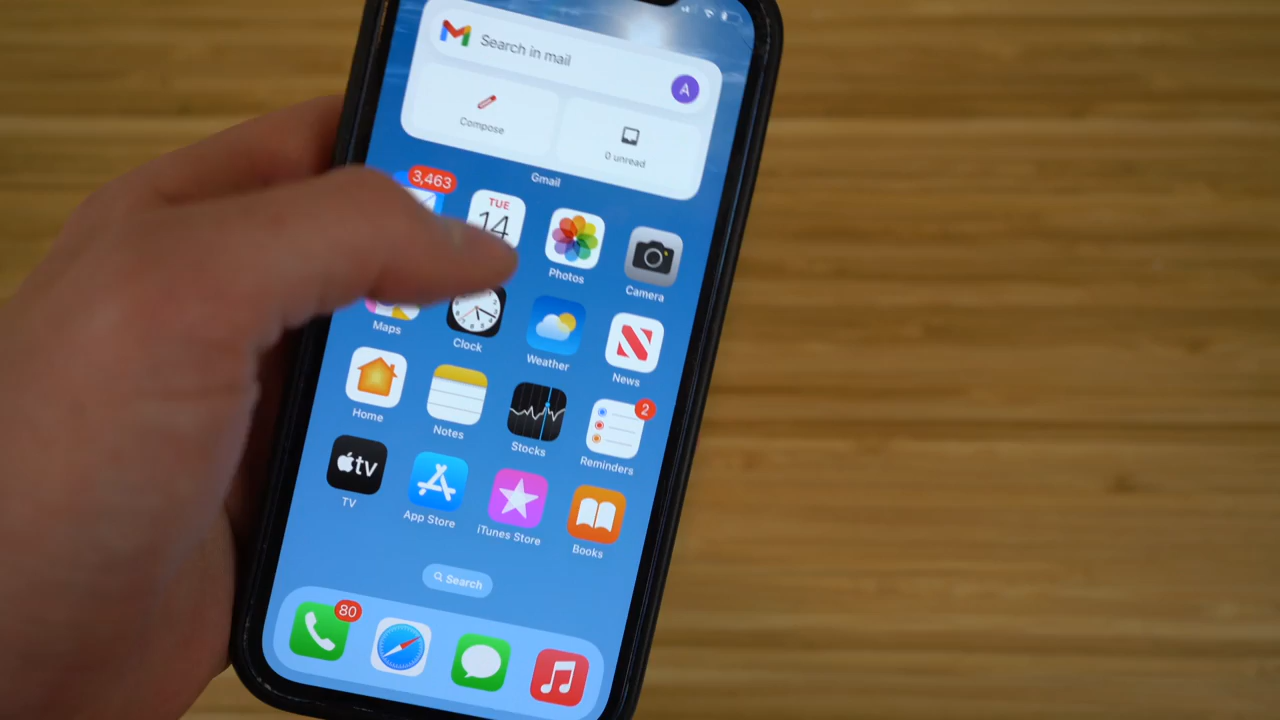 Search in mail
A
Compose
0 unread
Gmail
3,463
TUE
14
Photos
Camera
Maps
Clock
Weather
News
Home
Notes
Stocks
2
Reminders
tv
TV
App Store
iTunes Store
Books
Search
80